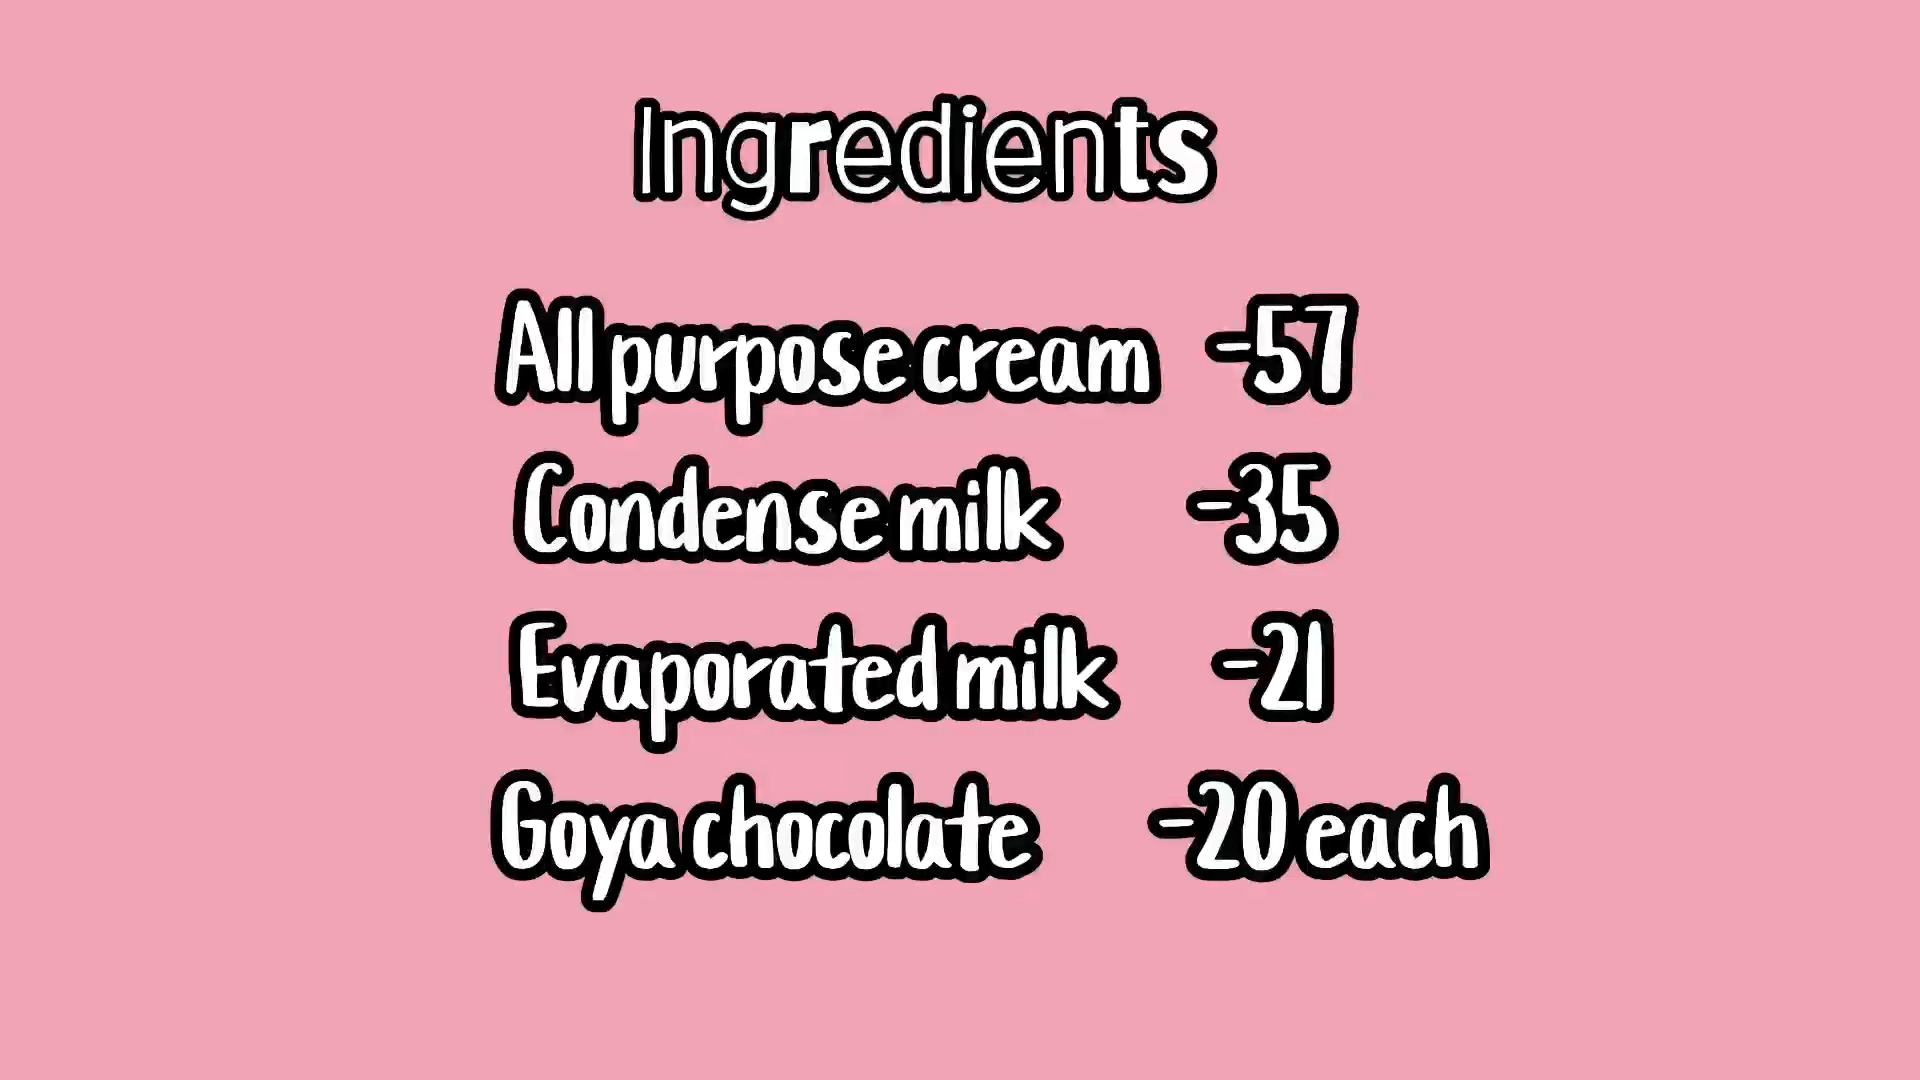 Ingredients
All purpose cream -57
Condense milk -35
Evaporated milk -21
Goya chocolate -20 each